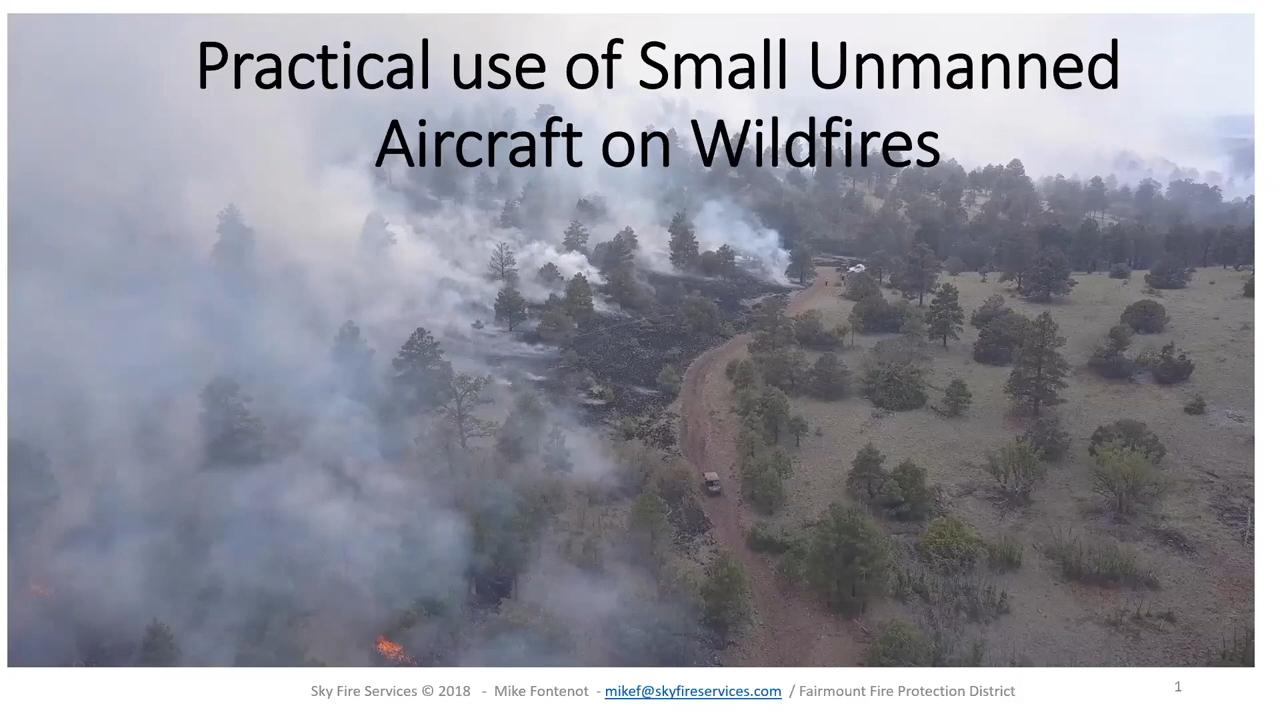 Practical use of Small Unmanned
Aircraft on Wildfires
Sky Fire Services © 2018 - Mike Fontenot - mikef@skyfireservices.com / Fairmount Fire Protection District
1